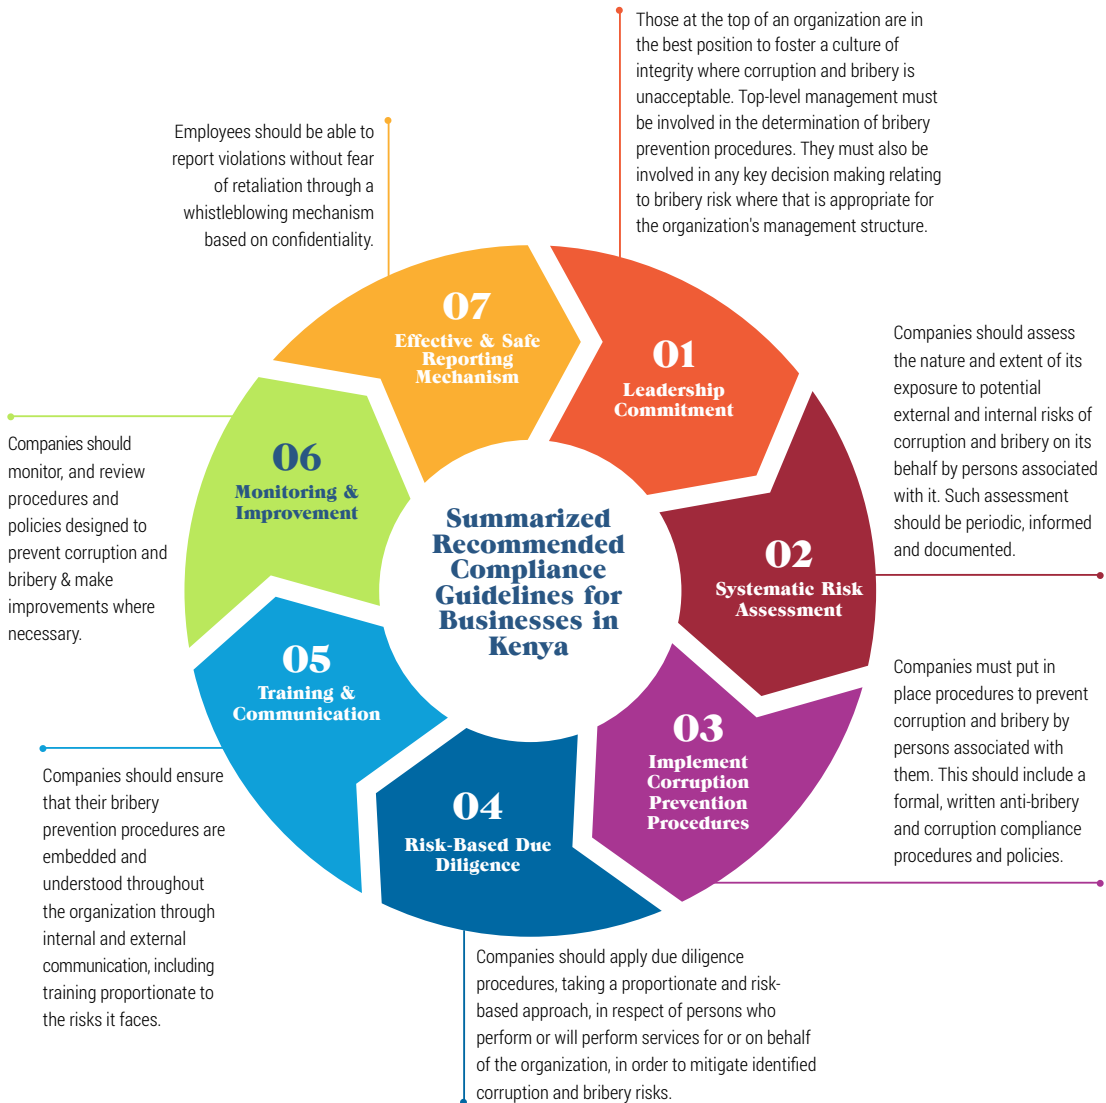 Summarized
Recommended
Compliance
Guidelines for
Businesses in
Kenya
01
Leadership
Commitment
Those at the top of an organization are in
the best position to foster a culture of
integrity where corruption and bribery is
unacceptable. Top-level management must
be involved in the determination of bribery
prevention procedures. They must also be
involved in any key decision making relating
to bribery risk where that is appropriate for
the organization's management structure.
02
Systematic Risk
Assessment
Companies should assess
the nature and extent of its
exposure to potential
external and internal risks of
corruption and bribery on its
behalf by persons associated
with it. Such assessment
should be periodic, informed
and documented.
03
Implement
Corruption
Prevention
Procedures
Companies must put in
place procedures to prevent
corruption and bribery by
persons associated with
them. This should include a
formal, written anti-bribery
and corruption compliance
procedures and policies.
04
Risk-Based Due
Diligence
Companies should apply due diligence
procedures, taking a proportionate and risk-
based approach, in respect of persons who
perform or will perform services for or on behalf
of the organization, in order to mitigate identified
corruption and bribery risks.
05
Training &
Communication
Companies should ensure
that their bribery
prevention procedures are
embedded and
understood throughout
the organization through
internal and external
communication, including
training proportionate to
the risks it faces.
06
Monitoring &
Improvement
Companies should
monitor, and review
procedures and
policies designed to
prevent corruption and
bribery & make
improvements where
necessary.
07
Effective & Safe
Reporting
Mechanism
Employees should be able to
report violations without fear
of retaliation through a
whistleblowing mechanism
based on confidentiality.